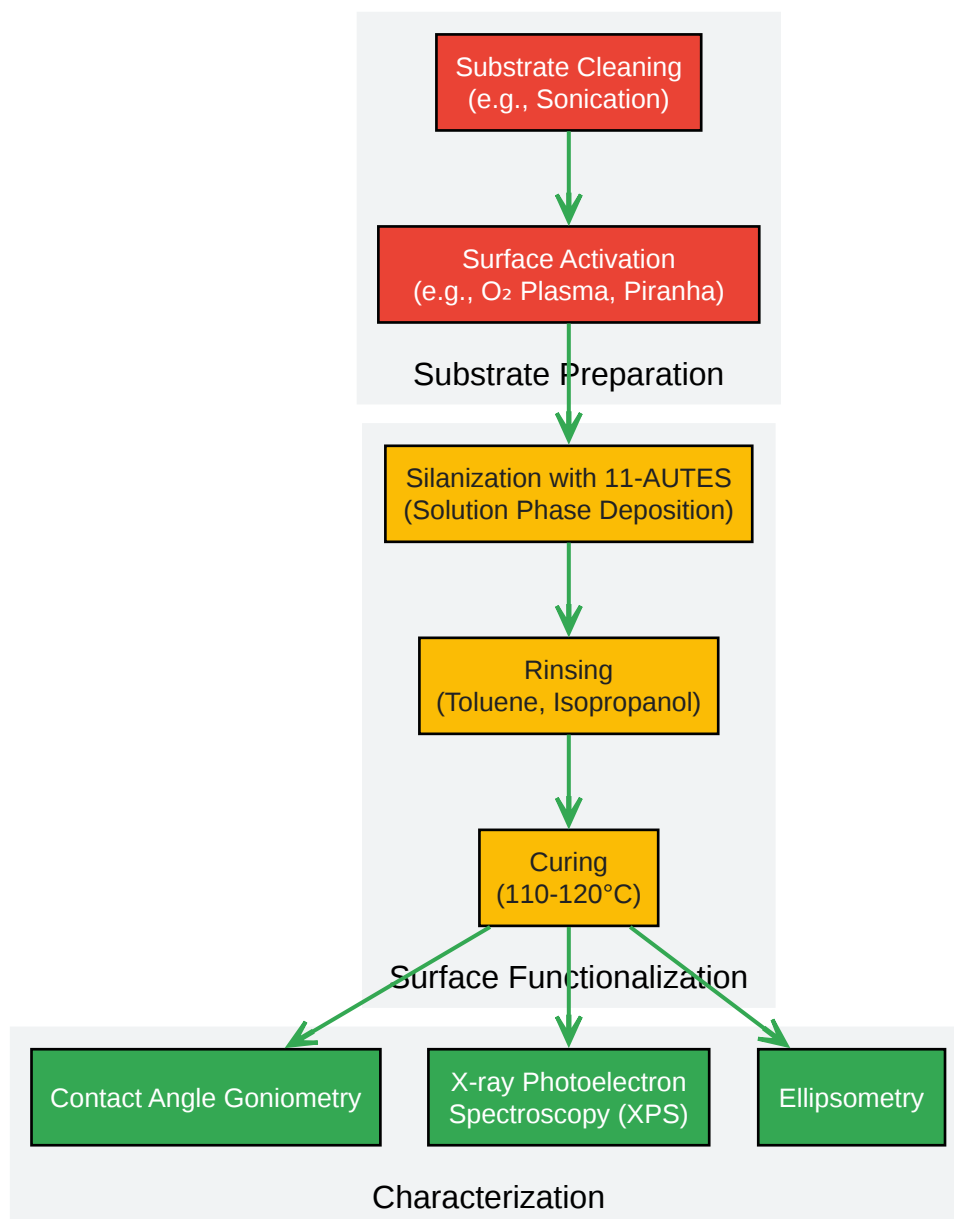 Substrate Cleaning
(e.g., Sonication)
Surface Activation
(e.g., O₂ Plasma, Piranha)
Substrate Preparation
Silanization with 11-AUTES
(Solution Phase Deposition)
Rinsing
(Toluene, Isopropanol)
Curing
(110-120°C)
Surface Functionalization
Contact Angle Goniometry
X-ray Photoelectron
Spectroscopy (XPS)
Ellipsometry
Characterization